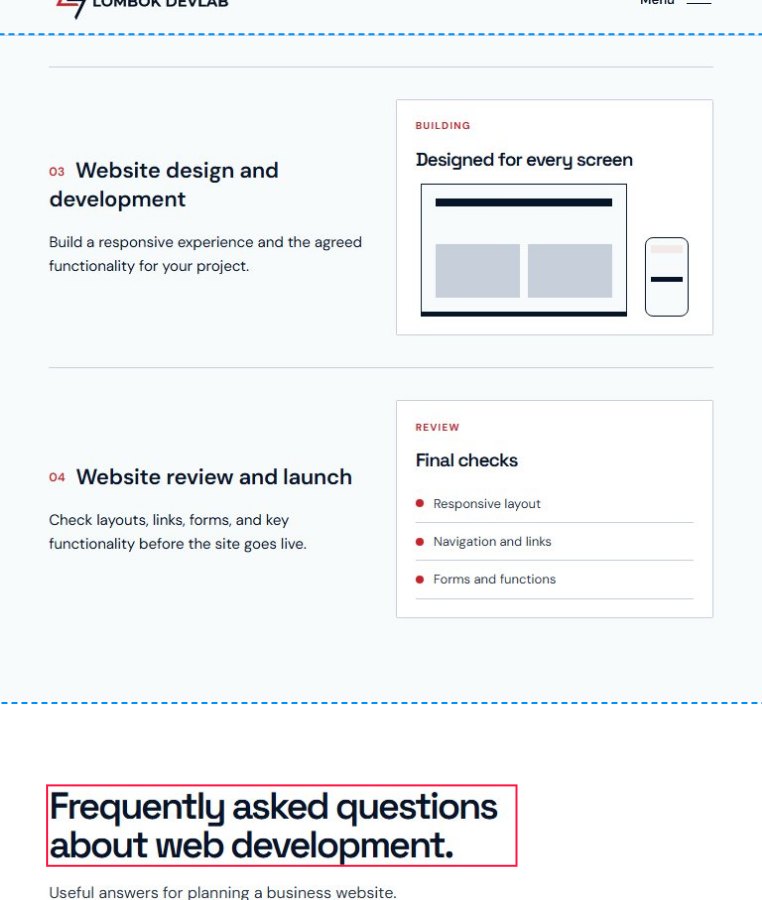 LOMBOK DEVLAB
Menu
03 Website design and
development
Build a responsive experience and the agreed
functionality for your project.
BUILDING
Designed for every screen
04 Website review and launch
Check layouts, links, forms, and key
functionality before the site goes live.
REVIEW
Final checks
Responsive layout
Navigation and links
Forms and functions
Frequently asked questions
about web development.
Useful answers for planning a business website.